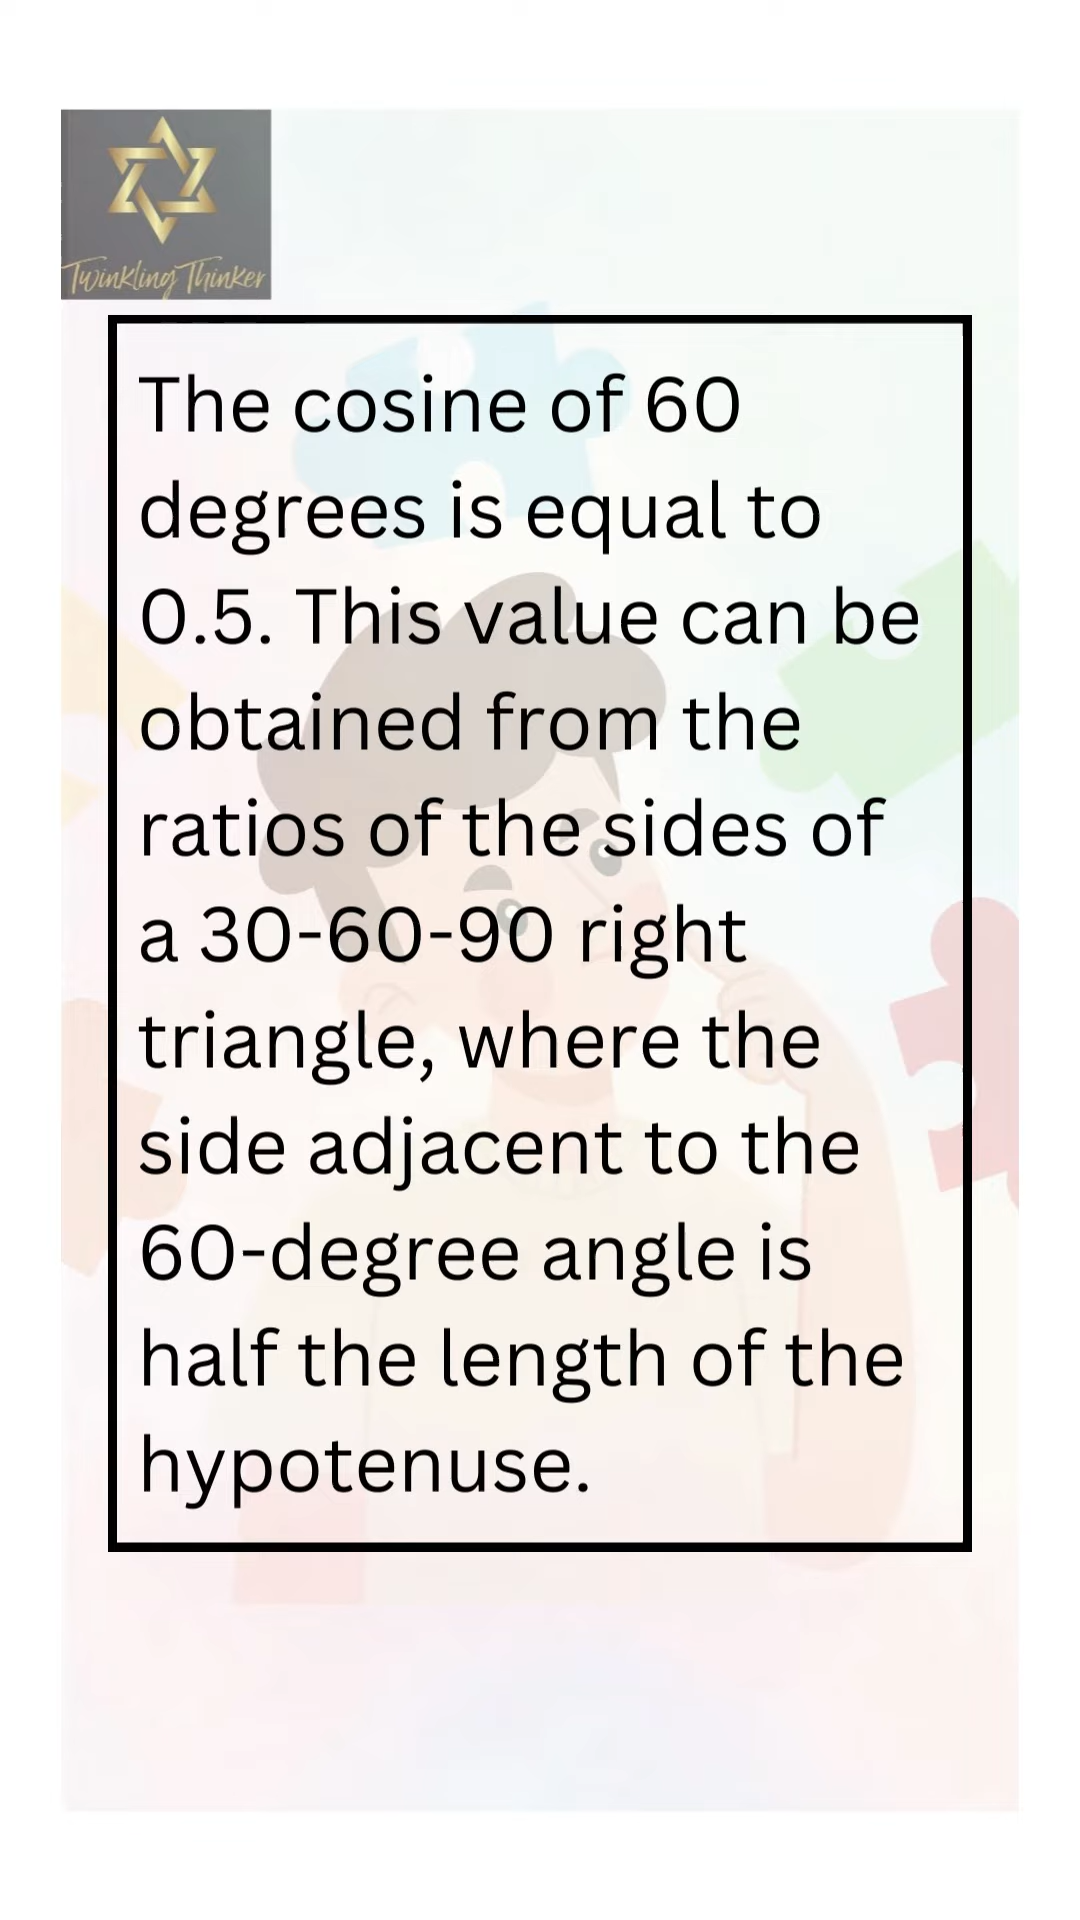 Twinkling Thinker
The cosine of 60
degrees is equal to
0.5. This value can be
obtained from the
ratios of the sides of
a 30-60-90 right
triangle, where the
side adjacent to the
60-degree angle is
half the length of the
hypotenuse.